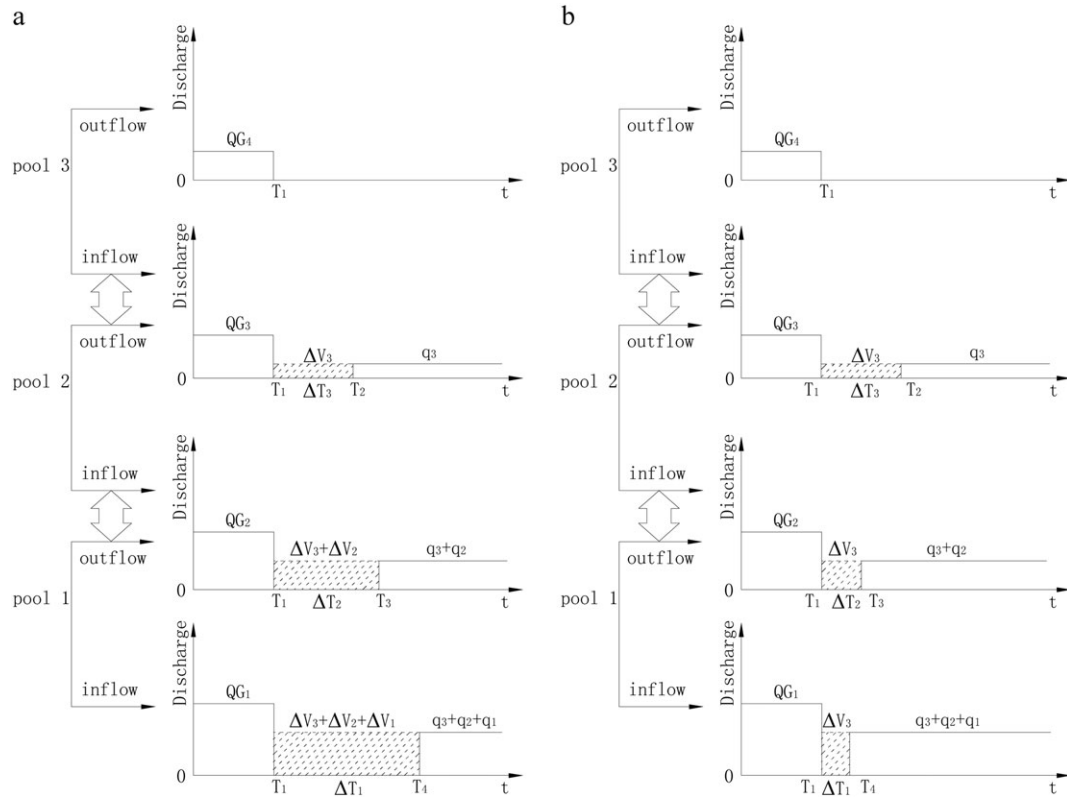 a
Discharge
outflow
QG₄
pool 3
0
T₁
t
inflow
Discharge
outflow
QG₃
ΔV₃
q₃
pool 2
0
T₁
ΔT₃
T₂
t
inflow
Discharge
outflow
QG₂
ΔV₃+ΔV₂
q₃+q₂
pool 1
0
T₁
ΔT₂
T₃
t
inflow
Discharge
QG₁
ΔV₃+ΔV₂+ΔV₁
q₃+q₂+q₁
0
T₁
ΔT₁
T₄
t
b
Discharge
outflow
QG₄
pool 3
0
T₁
t
inflow
Discharge
outflow
QG₃
ΔV₃
q₃
pool 2
0
T₁
ΔT₃
T₂
t
inflow
Discharge
outflow
QG₂
ΔV₃
q₃+q₂
pool 1
0
T₁
ΔT₂
T₃
t
inflow
Discharge
QG₁
ΔV₃
q₃+q₂+q₁
0
T₁
ΔT₁
T₄
t